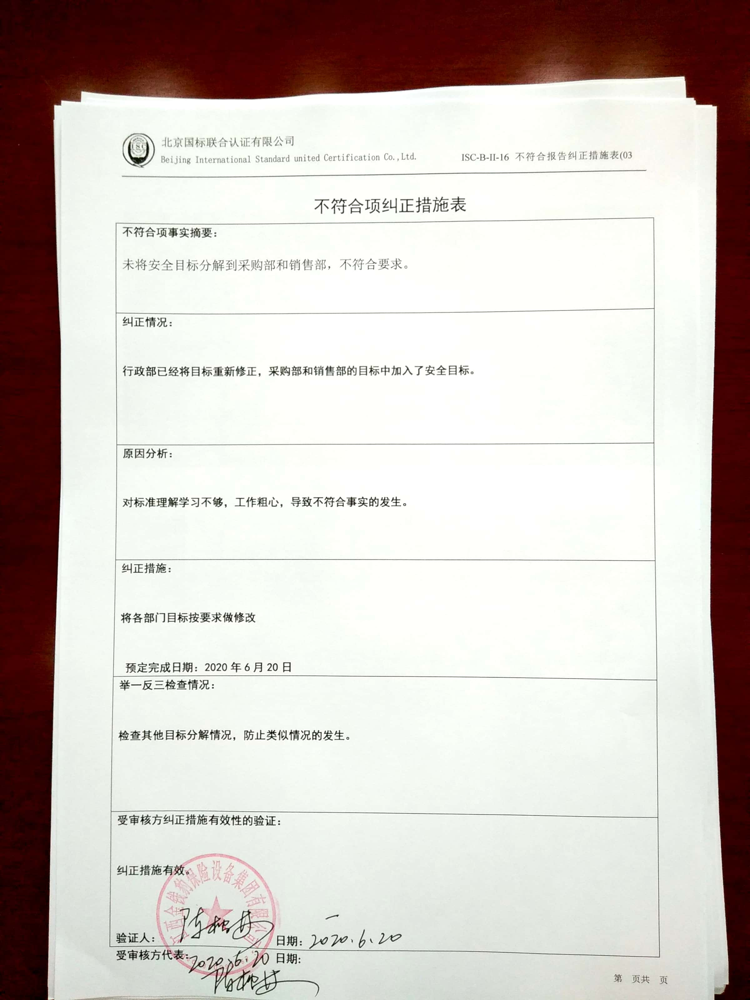 ISC
北京国标联合认证有限公司
Beijing International Standard united Certification Co.,Ltd.
ISC-B-II-16 不符合报告纠正措施表(03
不符合项纠正措施表
不符合项事实摘要：
未将安全目标分解到采购部和销售部，不符合要求。
纠正情况：
行政部已经将目标重新修正，采购部和销售部的目标中加入了安全目标。
原因分析：
对标准理解学习不够，工作粗心，导致不符合事实的发生。
纠正措施：
将各部门目标按要求做修改
预定完成日期：2020 年 6 月 20 日
举一反三检查情况：
检查其他目标分解情况，防止类似情况的发生。
受审核方纠正措施有效性的验证：
纠正措施有效。
江西金钱豹保险设备集团有限公司
验证人： 日期：2020.6.20
受审核方代表：2020.6.20 日期：
第 页共 页